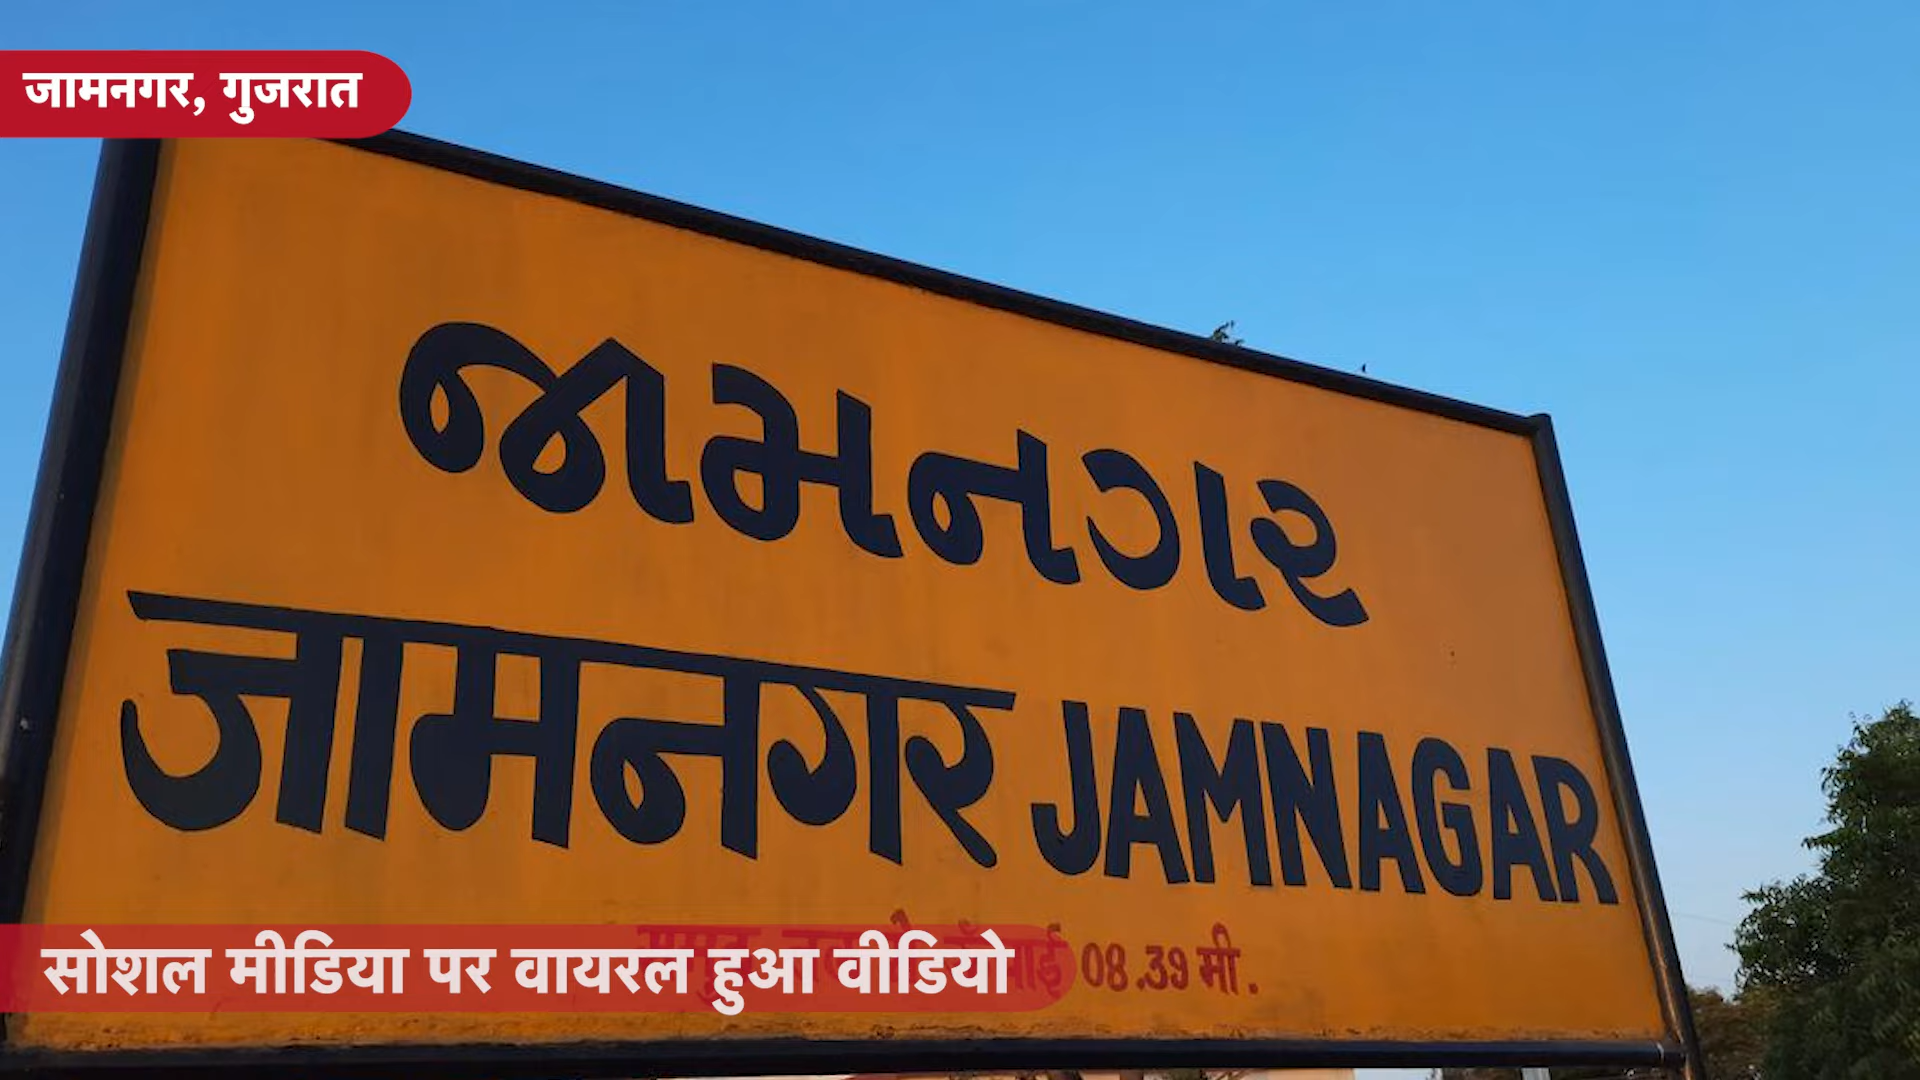 जामनगर, गुजरात
જામનગર
जामनगर JAMNAGAR
08.39 मी.
सोशल मीडिया पर वायरल हुआ वीडियो